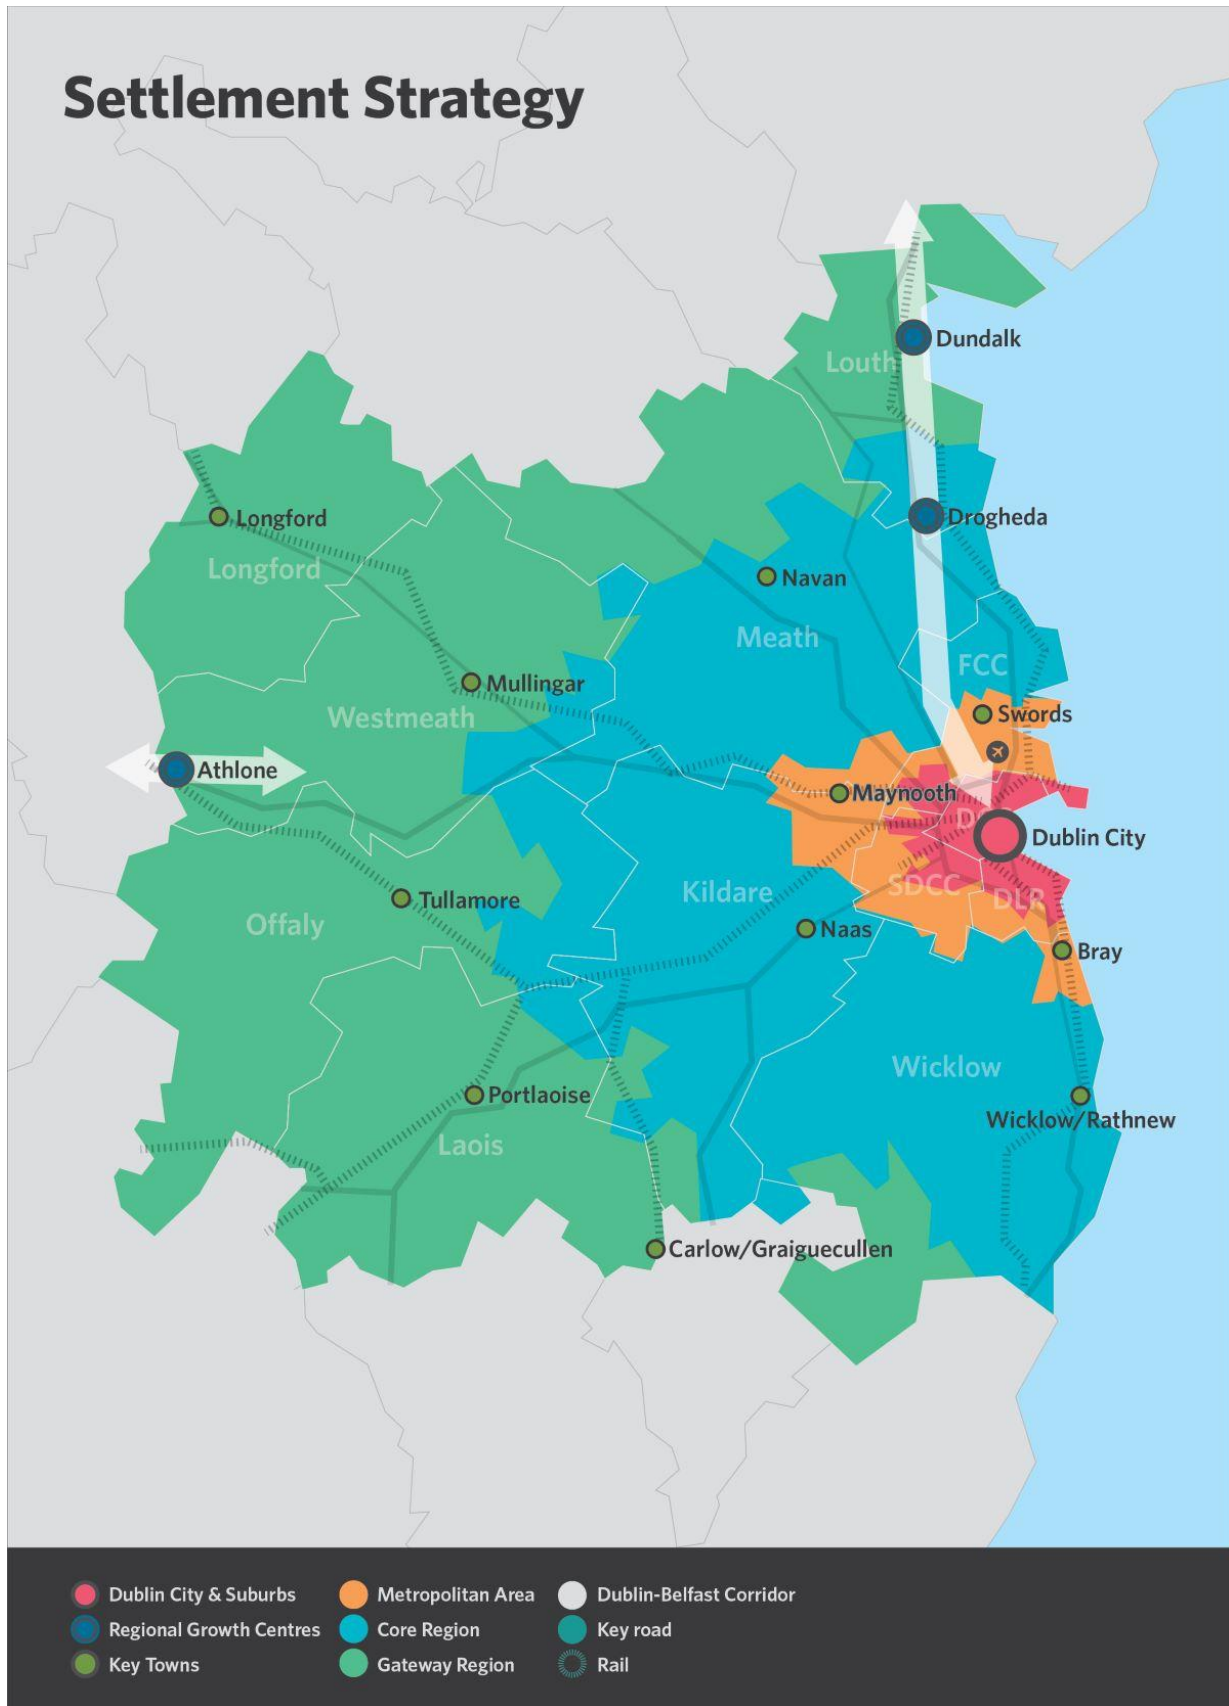 Settlement Strategy
Dundalk
Louth
Longford
Drogheda
Longford
Navan
Meath
FCC
Mullingar
Westmeath
Swords
Athlone
Maynooth
Dublin City
Kildare
SDCC
DLR
Tullamore
Offaly
Naas
Bray
Wicklow
Portlaoise
Wicklow/Rathnew
Laois
Carlow/Graiguecullen
Dublin City & Suburbs
Metropolitan Area
Dublin-Belfast Corridor
Regional Growth Centres
Core Region
Key road
Key Towns
Gateway Region
Rail